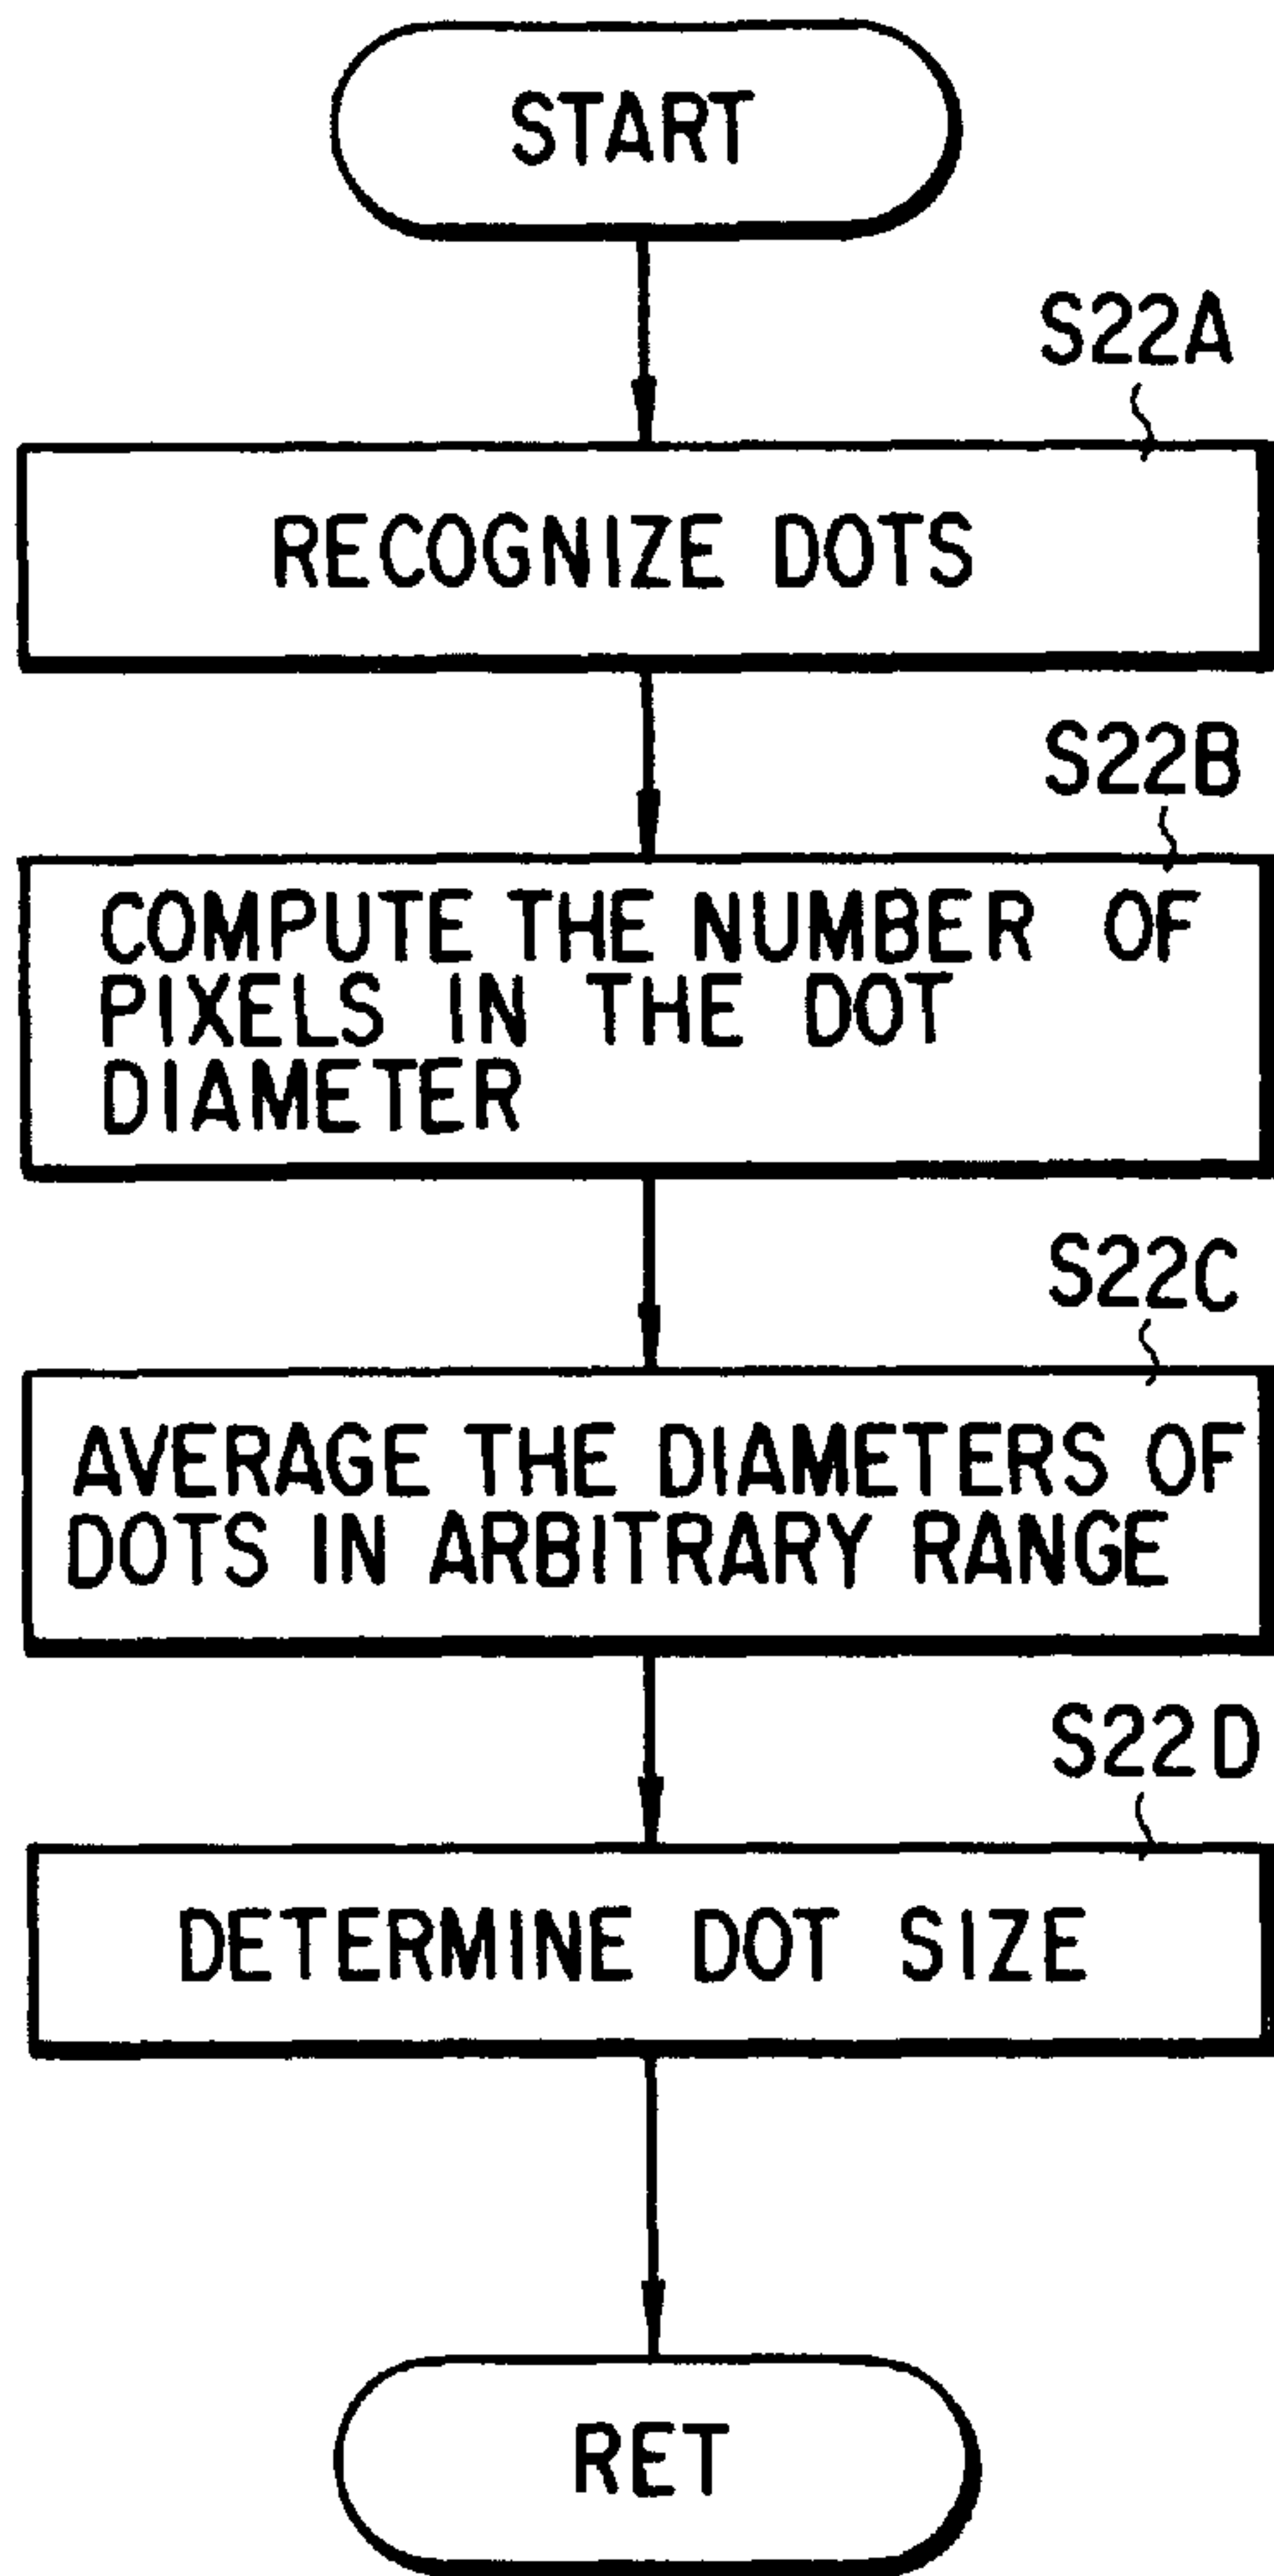 START
S22A
RECOGNIZE DOTS
S22B
COMPUTE THE NUMBER OF
PIXELS IN THE DOT
DIAMETER
S22C
AVERAGE THE DIAMETERS OF
DOTS IN ARBITRARY RANGE
S22D
DETERMINE DOT SIZE
RET